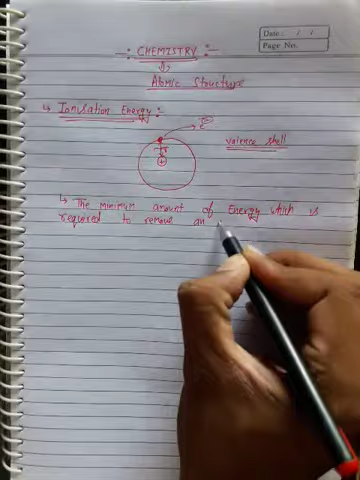 Date: / /
Page No.
—: CHEMISTRY :—
Atomic Structure
↳ Ionisation Energy :-
e⁻
valence shell
+
↳ The minimum amount of Energy which is
required to remove an